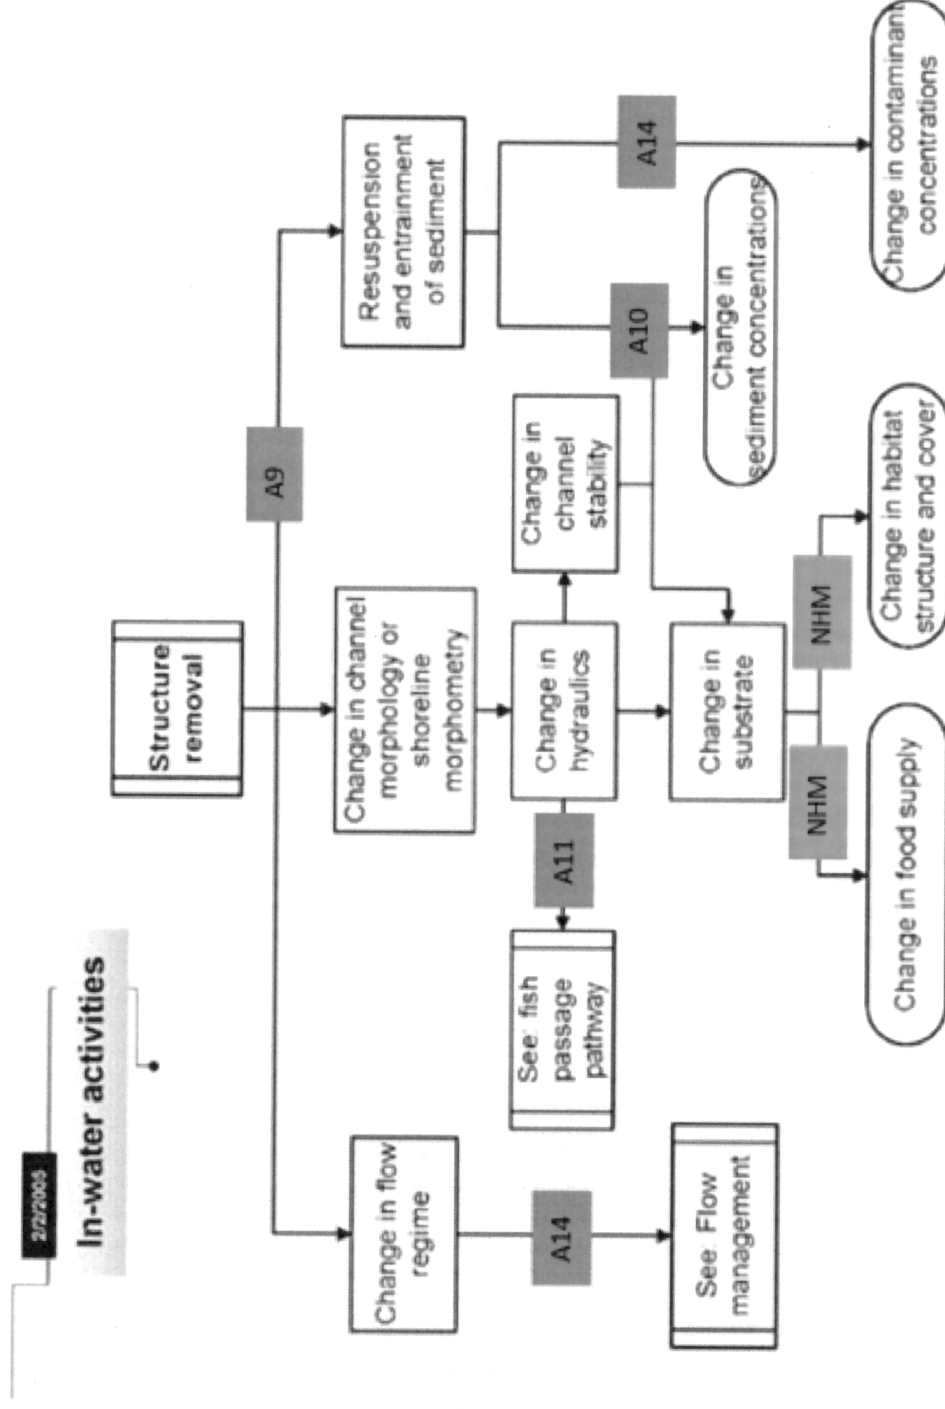 2/2/2005
In-water activities
Structure
removal
A9
Change in flow
regime
Change in channel
morphology or
shoreline
morphometry
Resuspension
and entrainment
of sediment
A14
See: Flow
management
See: fish
passage
pathway
A11
Change in
hydraulics
Change in
channel
stability
A10
A14
Change in
substrate
Change in
sediment concentrations
NHM
NHM
Change in food supply
Change in habitat
structure and cover
Change in contaminant
concentrations